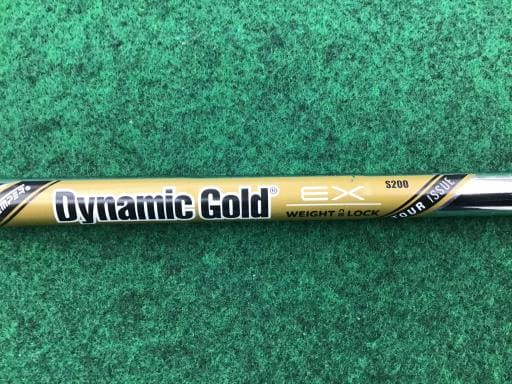 Dynamic Gold®
EX
WEIGHT LOCK
S200
TOUR ISSUE